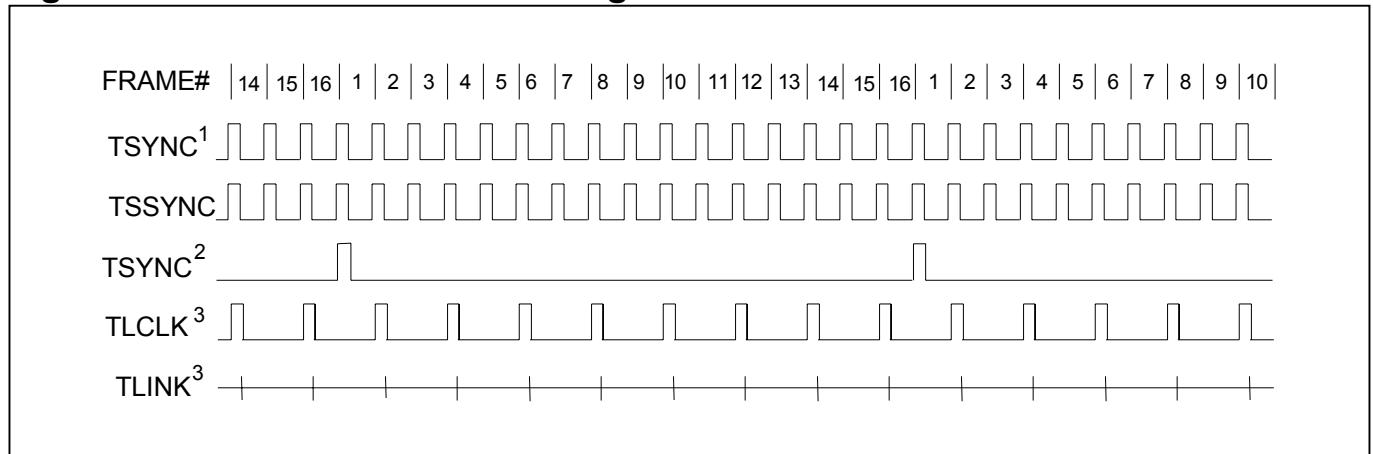 FRAME# 14 15 16 1 2 3 4 5 6 7 8 9 10 11 12 13 14 15 16 1 2 3 4 5 6 7 8 9 10
TSYNC¹
TSSYNC
TSYNC²
TLCLK³
TLINK³